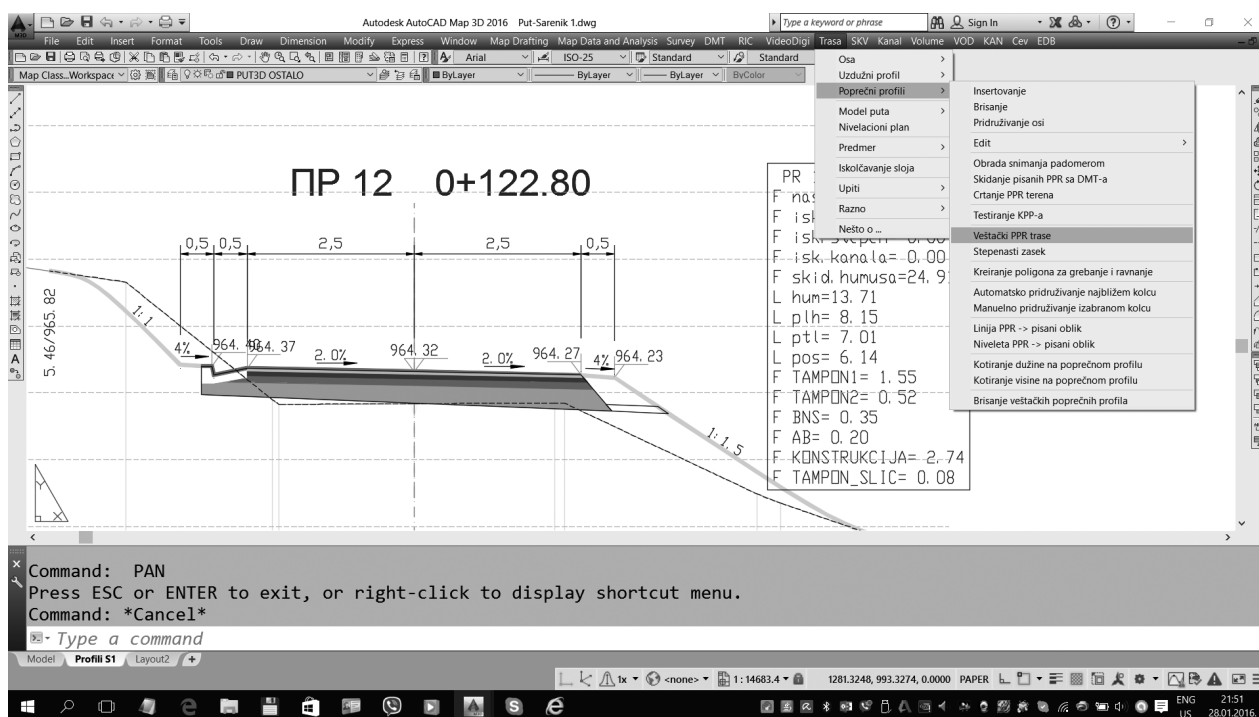 Autodesk AutoCAD Map 3D 2016 Put-Sarenik 1.dwg
Type a keyword or phrase
Sign In
File Edit Insert Format Tools Draw Dimension Modify Express Window Map Drafting Map Data and Analysis Survey DMT RIC VideoDigi Trasa SKV Kanal Volume VOD KAN Cev EDB
Arial ISO-25 Standard Standard
Map Class...Workspace PUT3D OSTALO ByLayer ByLayer ByLayer ByColor
Osa
Uzdužni profil
Poprečni profili
Model puta
Nivelacioni plan
Predmer
Iskolčavanje sloja
Upiti
Razno
Nešto o ...
Insertovanje
Brisanje
Pridruživanje osi
Edit
Obrada snimanja padomerom
Skidanje pisanih PPR sa DMT-a
Crtanje PPR terena
Testiranje KPP-a
Veštački PPR trase
Stepenasti zasek
Kreiranje poligona za grebanje i ravnanje
Automatsko pridruživanje najbližem kolcu
Manuelno pridruživanje izabranom kolcu
Linija PPR -> pisani oblik
Niveleta PPR -> pisani oblik
Kotiranje dužine na poprečnom profilu
Kotiranje visine na poprečnom profilu
Brisanje veštačkih poprečnih profila
ПР 12 0+122.80
0,5 0,5 2,5 2,5 0,5
5. 46/965. 82
1: 1
4% 964. 40 964. 37 2. 0% 964. 32 2. 0% 964. 27 4% 964. 23
1: 1. 5
PR
F nas
F isk
F isk. stepen= 0.00
F isk. kanala= 0.00
F skid. humusa=24. 9
L hum=13. 71
L plh= 8. 15
L ptl= 7. 01
L pos= 6. 14
F TAMPON1= 1. 55
F TAMPON2= 0. 52
F BNS= 0. 35
F AB= 0. 20
F KONSTRUKCIJA= 2. 74
F TAMPON_SLIC= 0. 08
Y
X
Command: PAN
Press ESC or ENTER to exit, or right-click to display shortcut menu.
Command: *Cancel*
Type a command
Model Profili S1 Layout2 +
1x <none> 1 : 14683.4 1281.3248, 993.3274, 0.0000 PAPER
ENG 21:51
US 28.01.2016